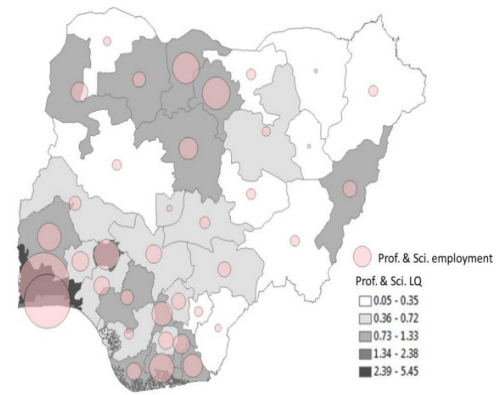 Prof. & Sci. employment
Prof. & Sci. LQ
0.05 - 0.35
0.36 - 0.72
0.73 - 1.33
1.34 - 2.38
2.39 - 5.45